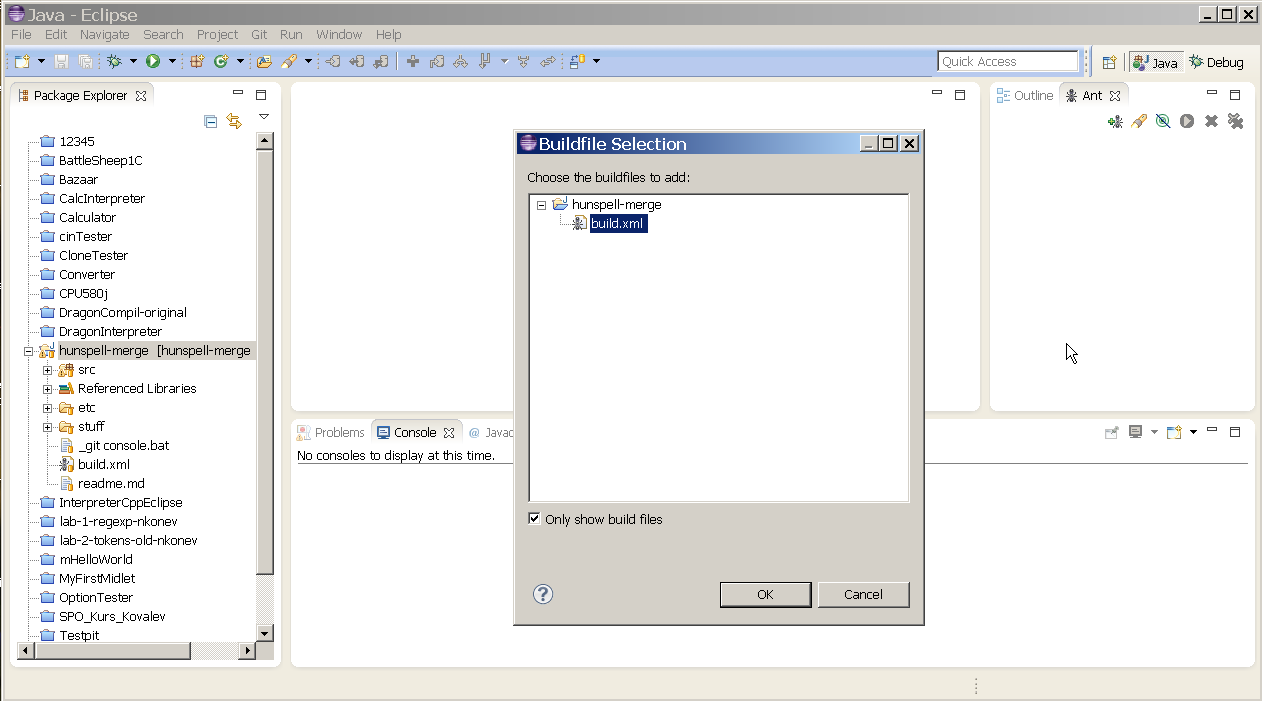 Java - Eclipse
File Edit Navigate Search Project Git Run Window Help
Quick Access
Java
Debug
Package Explorer
12345
BattleSheep1C
Bazaar
CalcInterpreter
Calculator
cinTester
CloneTester
Converter
CPU580j
DragonCompil-original
DragonInterpreter
hunspell-merge [hunspell-merge
src
Referenced Libraries
etc
stuff
_git console.bat
build.xml
readme.md
InterpreterCppEclipse
lab-1-regexp-nkonev
lab-2-tokens-old-nkonev
mHelloWorld
MyFirstMidlet
OptionTester
SPO_Kurs_Kovalev
Testpit
Buildfile Selection
Choose the buildfiles to add:
hunspell-merge
build.xml
Only show build files
OK
Cancel
Outline
Ant
Problems
Console
@ Javac
No consoles to display at this time.